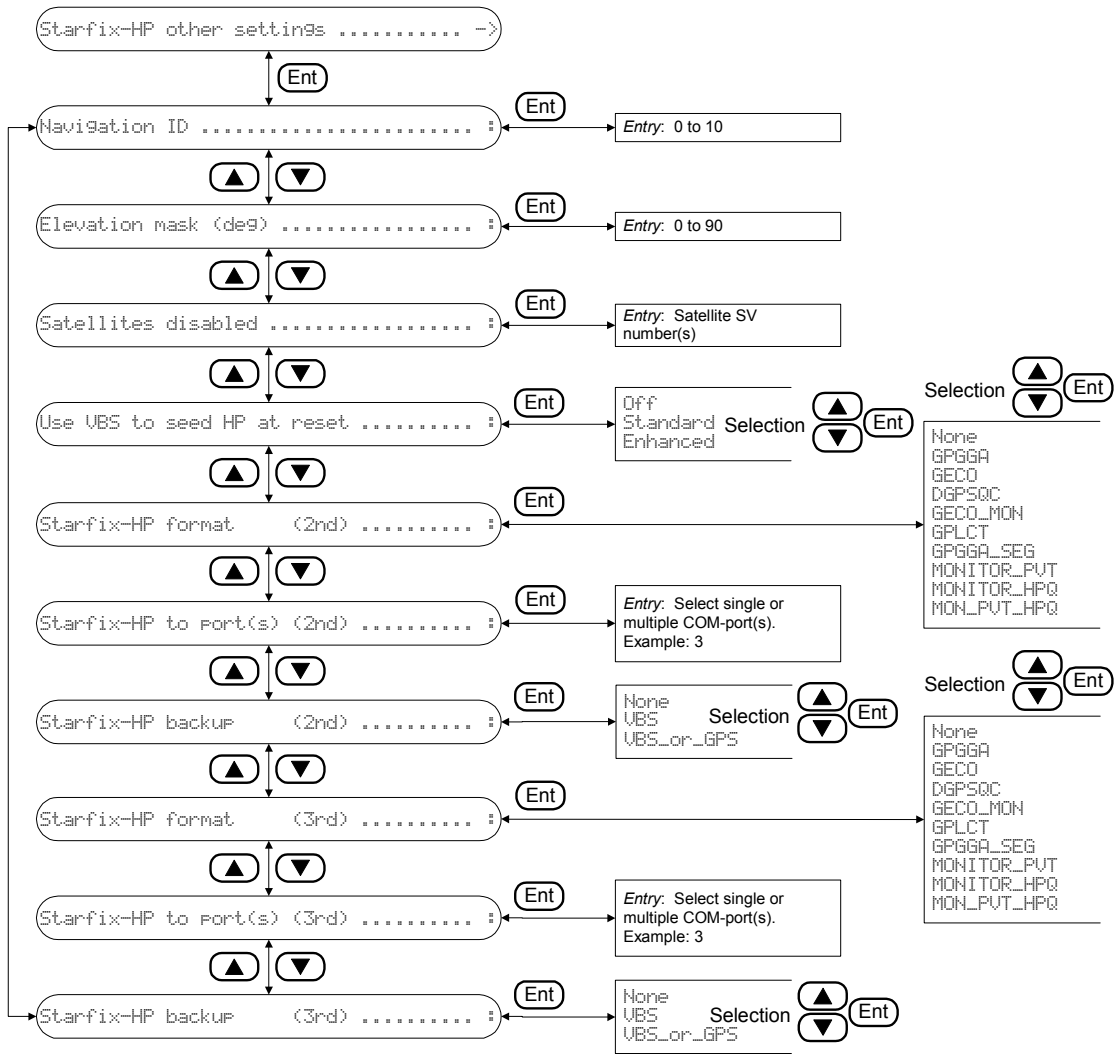 Starfix-HP other settings ........... ->
Ent
Navigation ID ........................ :
Ent
Entry: 0 to 10
Elevation mask (deg) ................. :
Ent
Entry: 0 to 90
Satellites disabled .................. :
Ent
Entry: Satellite SV
number(s)
Use VBS to seed HP at reset .......... :
Ent
Off
Standard
Enhanced
Selection
Ent
Starfix-HP format (2nd) .......... :
Ent
Selection
Ent
None
GPGGA
GECO
DGPSQC
GECO_MON
GPLCT
GPGGA_SEG
MONITOR_PVT
MONITOR_HPQ
MON_PVT_HPQ
Starfix-HP to port(s) (2nd) .......... :
Ent
Entry: Select single or
multiple COM-port(s).
Example: 3
Starfix-HP backup (2nd) .......... :
Ent
None
VBS
VBS_or_GPS
Selection
Ent
Starfix-HP format (3rd) .......... :
Ent
Selection
Ent
None
GPGGA
GECO
DGPSQC
GECO_MON
GPLCT
GPGGA_SEG
MONITOR_PVT
MONITOR_HPQ
MON_PVT_HPQ
Starfix-HP to port(s) (3rd) .......... :
Ent
Entry: Select single or
multiple COM-port(s).
Example: 3
Starfix-HP backup (3rd) .......... :
Ent
None
VBS
VBS_or_GPS
Selection
Ent